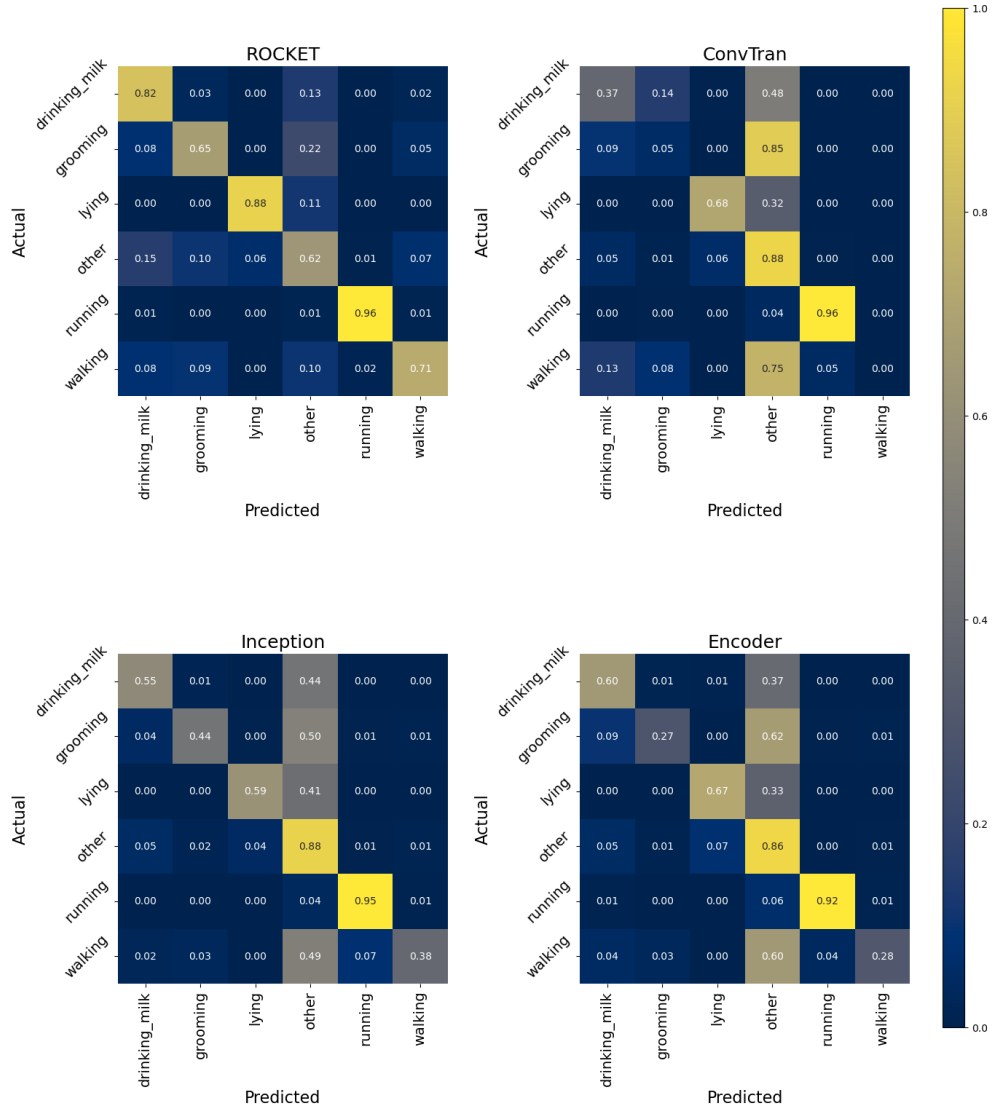 ROCKET
Actual
drinking_milk 0.82 0.03 0.00 0.13 0.00 0.02
grooming 0.08 0.65 0.00 0.22 0.00 0.05
lying 0.00 0.00 0.88 0.11 0.00 0.00
other 0.15 0.10 0.06 0.62 0.01 0.07
running 0.01 0.00 0.00 0.01 0.96 0.01
walking 0.08 0.09 0.00 0.10 0.02 0.71
drinking_milk grooming lying other running walking
Predicted
ConvTran
Actual
drinking_milk 0.37 0.14 0.00 0.48 0.00 0.00
grooming 0.09 0.05 0.00 0.85 0.00 0.00
lying 0.00 0.00 0.68 0.32 0.00 0.00
other 0.05 0.01 0.06 0.88 0.00 0.00
running 0.00 0.00 0.00 0.04 0.96 0.00
walking 0.13 0.08 0.00 0.75 0.05 0.00
drinking_milk grooming lying other running walking
Predicted
Inception
Actual
drinking_milk 0.55 0.01 0.00 0.44 0.00 0.00
grooming 0.04 0.44 0.00 0.50 0.01 0.01
lying 0.00 0.00 0.59 0.41 0.00 0.00
other 0.05 0.02 0.04 0.88 0.01 0.01
running 0.00 0.00 0.00 0.04 0.95 0.01
walking 0.02 0.03 0.00 0.49 0.07 0.38
drinking_milk grooming lying other running walking
Predicted
Encoder
Actual
drinking_milk 0.60 0.01 0.01 0.37 0.00 0.00
grooming 0.09 0.27 0.00 0.62 0.00 0.01
lying 0.00 0.00 0.67 0.33 0.00 0.00
other 0.05 0.01 0.07 0.86 0.00 0.01
running 0.01 0.00 0.00 0.06 0.92 0.01
walking 0.04 0.03 0.00 0.60 0.04 0.28
drinking_milk grooming lying other running walking
Predicted
1.0
0.8
0.6
0.4
0.2
0.0